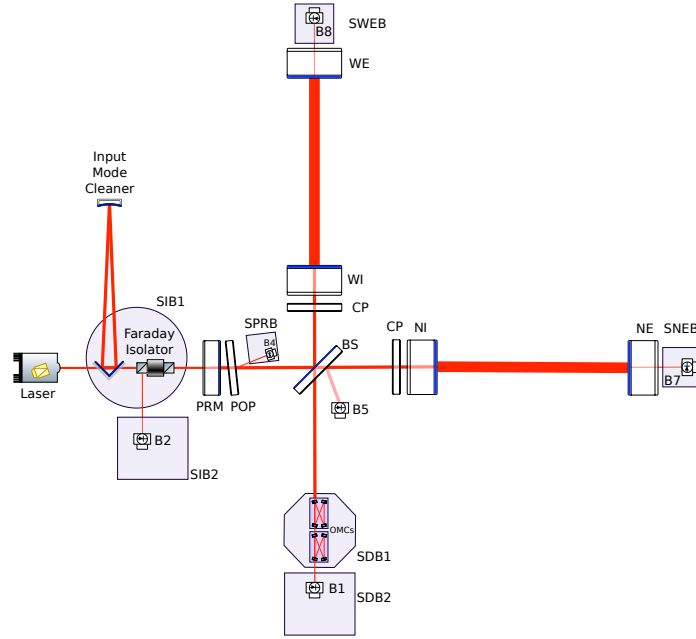 SWEB
B8
WE
Input
Mode
Cleaner
WI
CP
SIB1
Faraday
Isolator
SPRB
B4
BS
CP
NI
NE
SNEB
B7
Laser
PRM
POP
B5
B2
SIB2
OMCs
SDB1
B1
SDB2